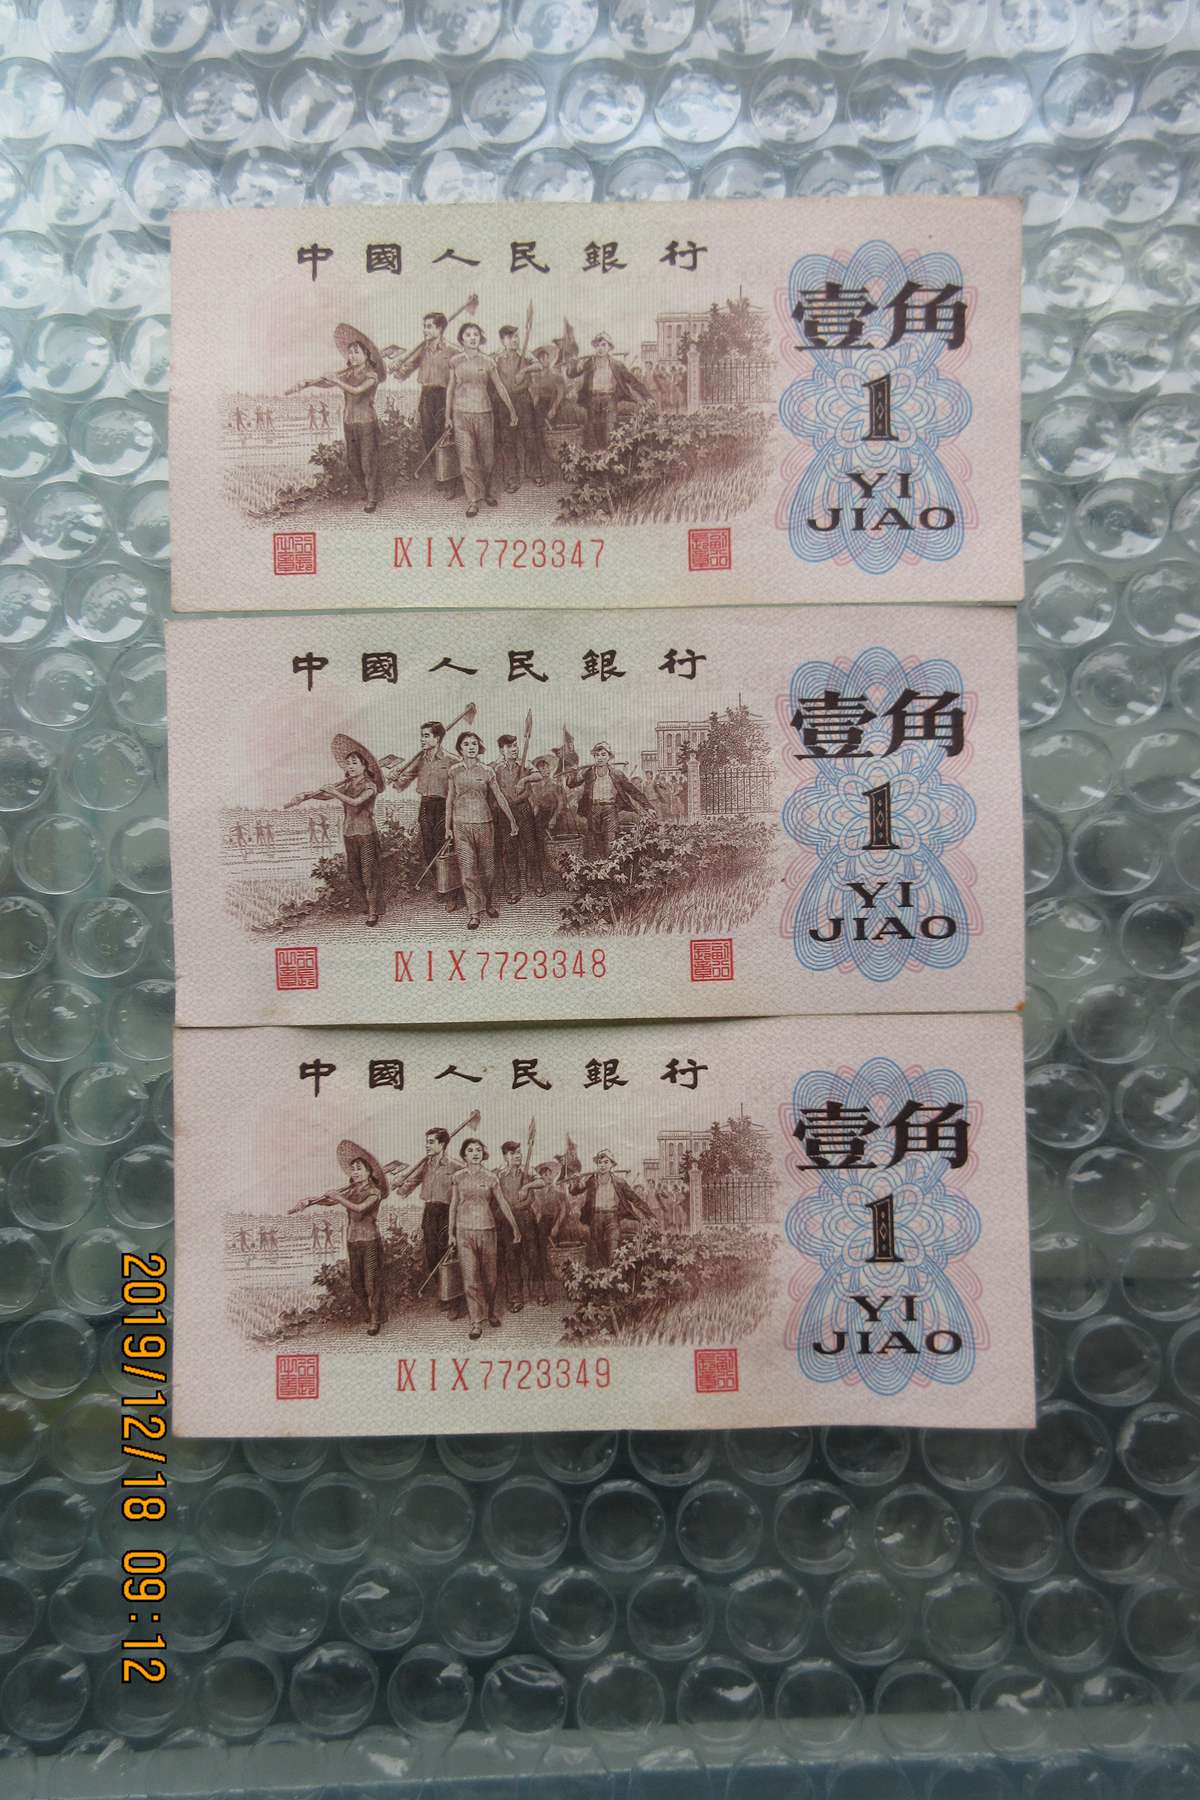 中國人民銀行
壹角
1
YI
JIAO
IX I X 7723347
中國人民銀行
壹角
1
YI
JIAO
IX I X 7723348
中國人民銀行
壹角
1
YI
JIAO
IX I X 7723349
2019/12/18 09:12